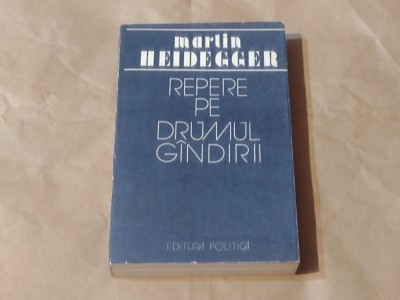 martin
HEIDEGGER
REPERE
PE
DRUMUL
GÎNDIRII
EDITURA POLITICĂ